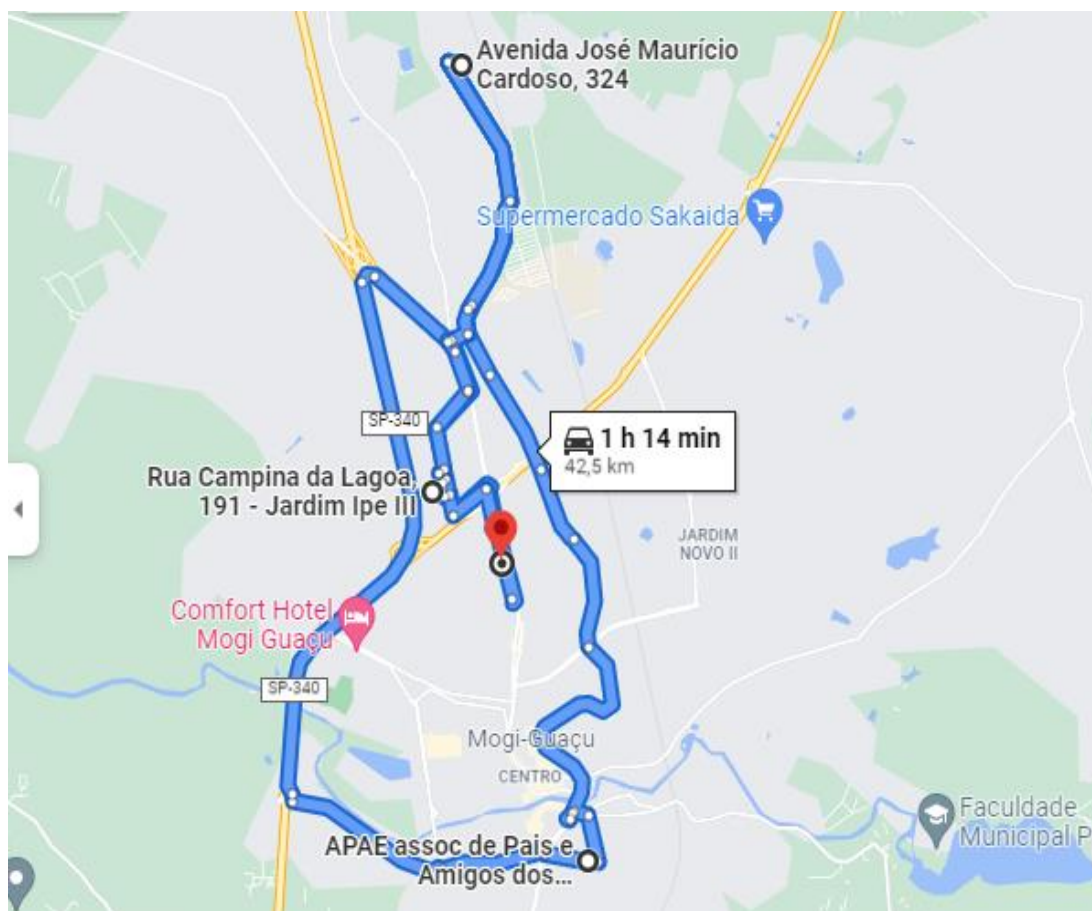 Avenida José Maurício
Cardoso, 324
Supermercado Sakaida
SP-340
1 h 14 min
42,5 km
Rua Campina da Lagoa,
191 - Jardim Ipe III
JARDIM
NOVO II
Comfort Hotel
Mogi Guaçu
SP-340
Mogi-Guaçu
CENTRO
Faculdade
Municipal P
APAE assoc de Pais e
Amigos dos...